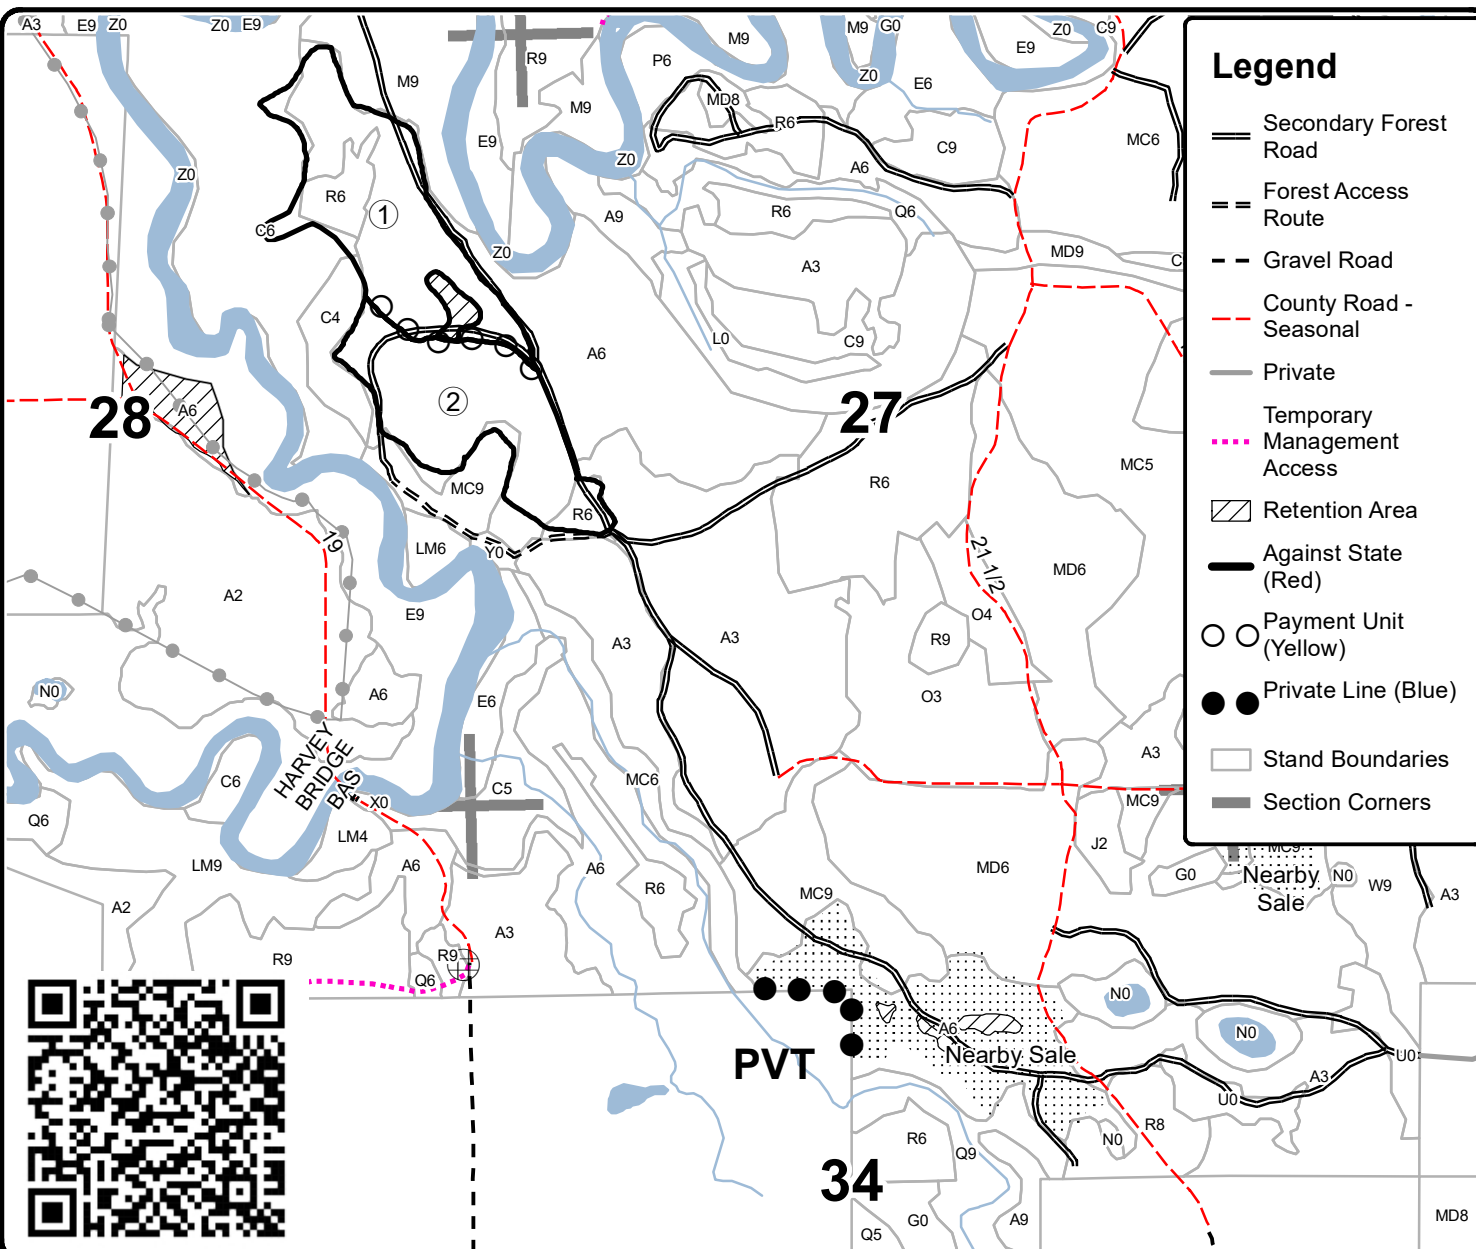 A3
E9
Z0
Z0
E9
M9
R9
M9
P6
M9
M9
G0
Z0
E9
Z0
C9
E6
MD8
R6
C9
MC6
E9
Z0
A6
Z0
R6
1
A9
R6
Q6
C6
Z0
MD9
C
A3
C4
L0
C9
A6
2
27
28
A6
MC5
MC9
R6
R6
19
LM6
Y0
21-1/2
MD6
A2
E9
O4
A3
A3
R9
N0
A6
E6
O3
HARVEY
BRIDGE
BAS
A3
C6
X0
C5
MC6
MC9
Q6
LM4
J2
LM9
A6
A6
R6
MD6
MC9
G0
Nearby
Sale
N0
W9
A3
A2
MC9
A3
R9
R9
Q6
N0
N0
A6
Nearby Sale
PVT
U0
A3
U0
R8
R6
Q9
N0
34
G0
Q5
A9
MD8
Legend
Secondary Forest
Road
Forest Access
Route
Gravel Road
County Road -
Seasonal
Private
Temporary
Management
Access
Retention Area
Against State
(Red)
Payment Unit
(Yellow)
Private Line (Blue)
Stand Boundaries
Section Corners